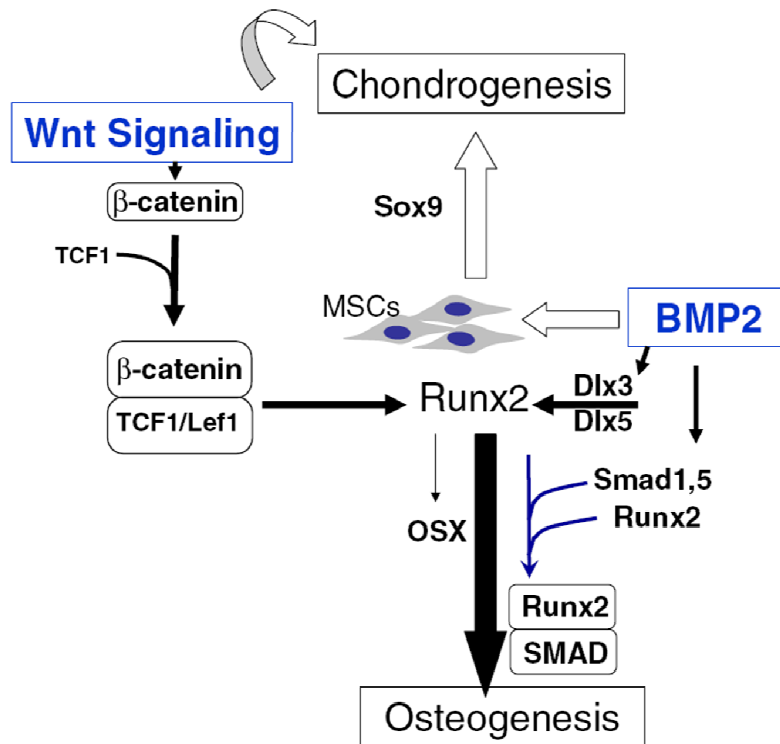 Chondrogenesis
Wnt Signaling
β-catenin
Sox9
TCF1
MSCs
BMP2
β-catenin
TCF1/Lef1
Runx2
Dlx3
Dlx5
Smad1,5
Runx2
OSX
Runx2
SMAD
Osteogenesis